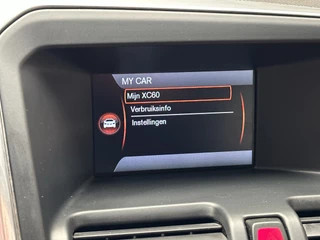 MY CAR
Mijn XC60
Verbruiksinfo
Instellingen